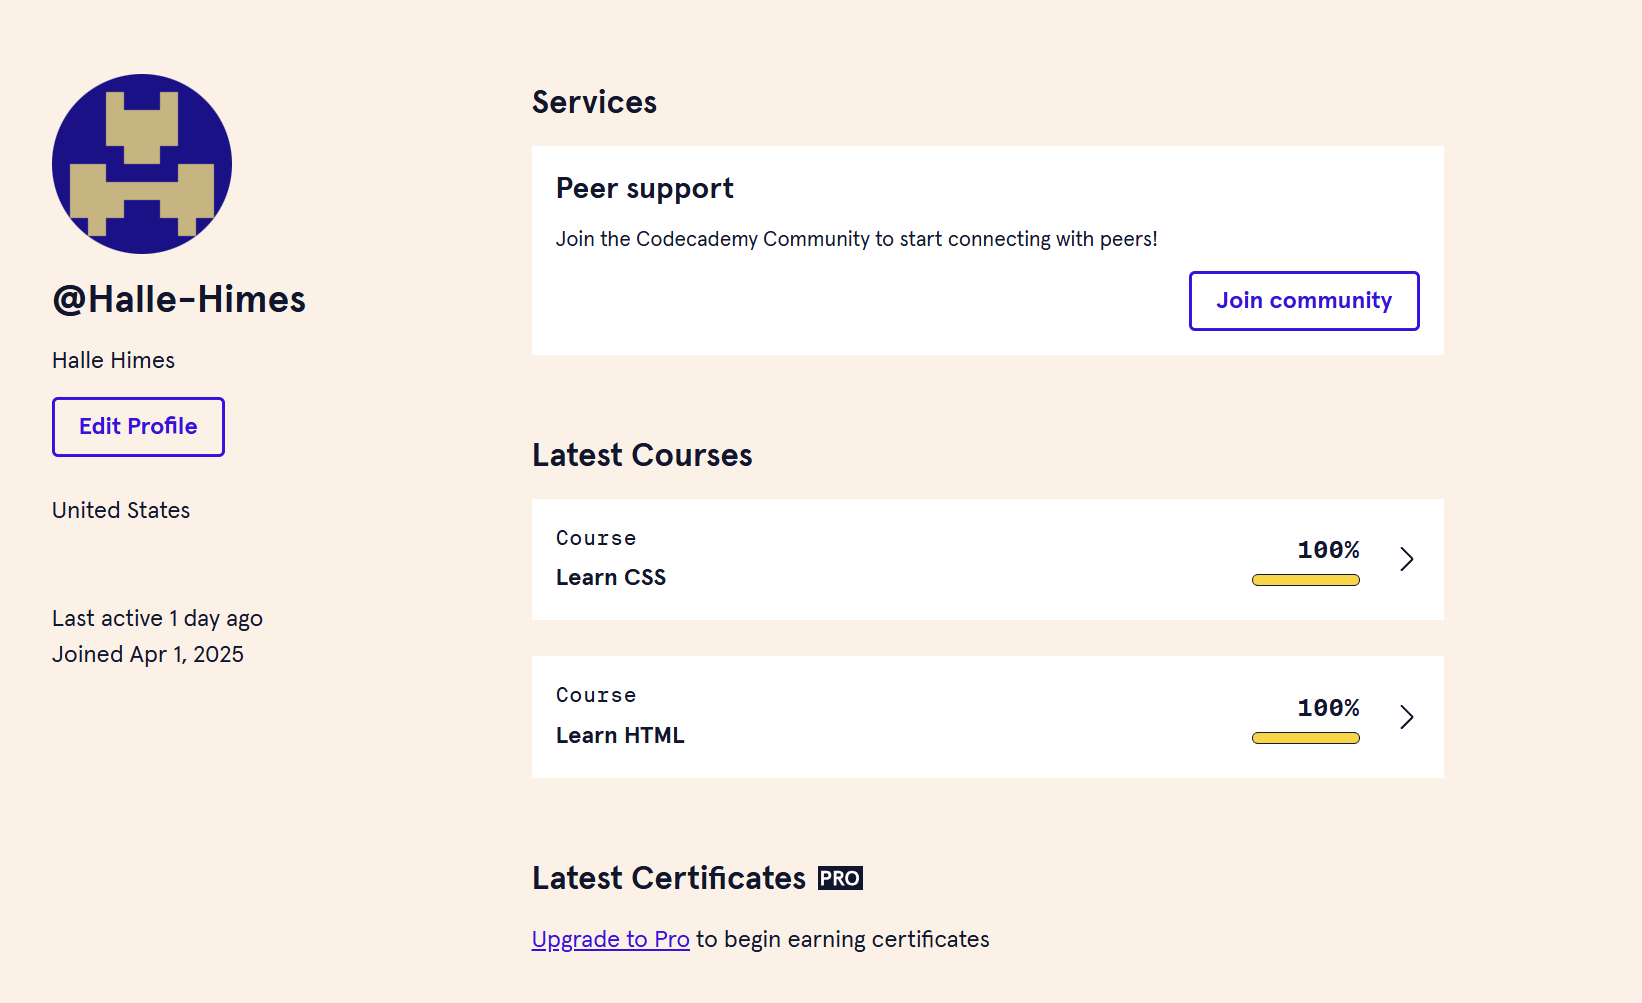 @Halle-Himes
Halle Himes
Edit Profile
United States
Last active 1 day ago
Joined Apr 1, 2025
Services
Peer support
Join the Codecademy Community to start connecting with peers!
Join community
Latest Courses
Course
Learn CSS
100%
Course
Learn HTML
100%
Latest Certificates PRO
Upgrade to Pro to begin earning certificates